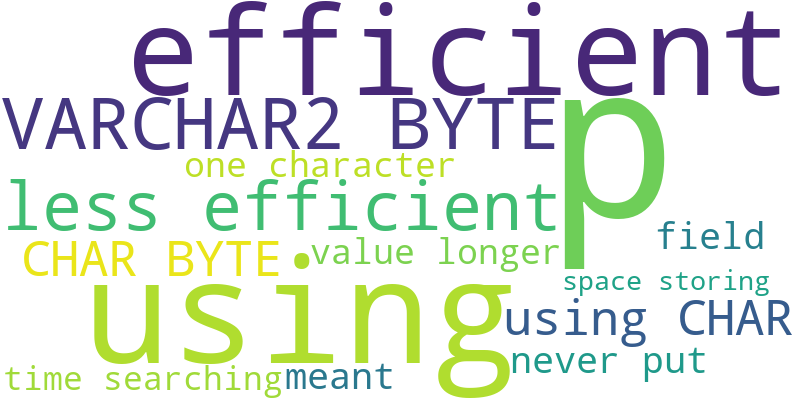 efficient
VARCHAR2 BYTE
p
one character
less efficient
field
CHAR BYTE
value longer
space storing
using
using CHAR
never put
time searching
meant